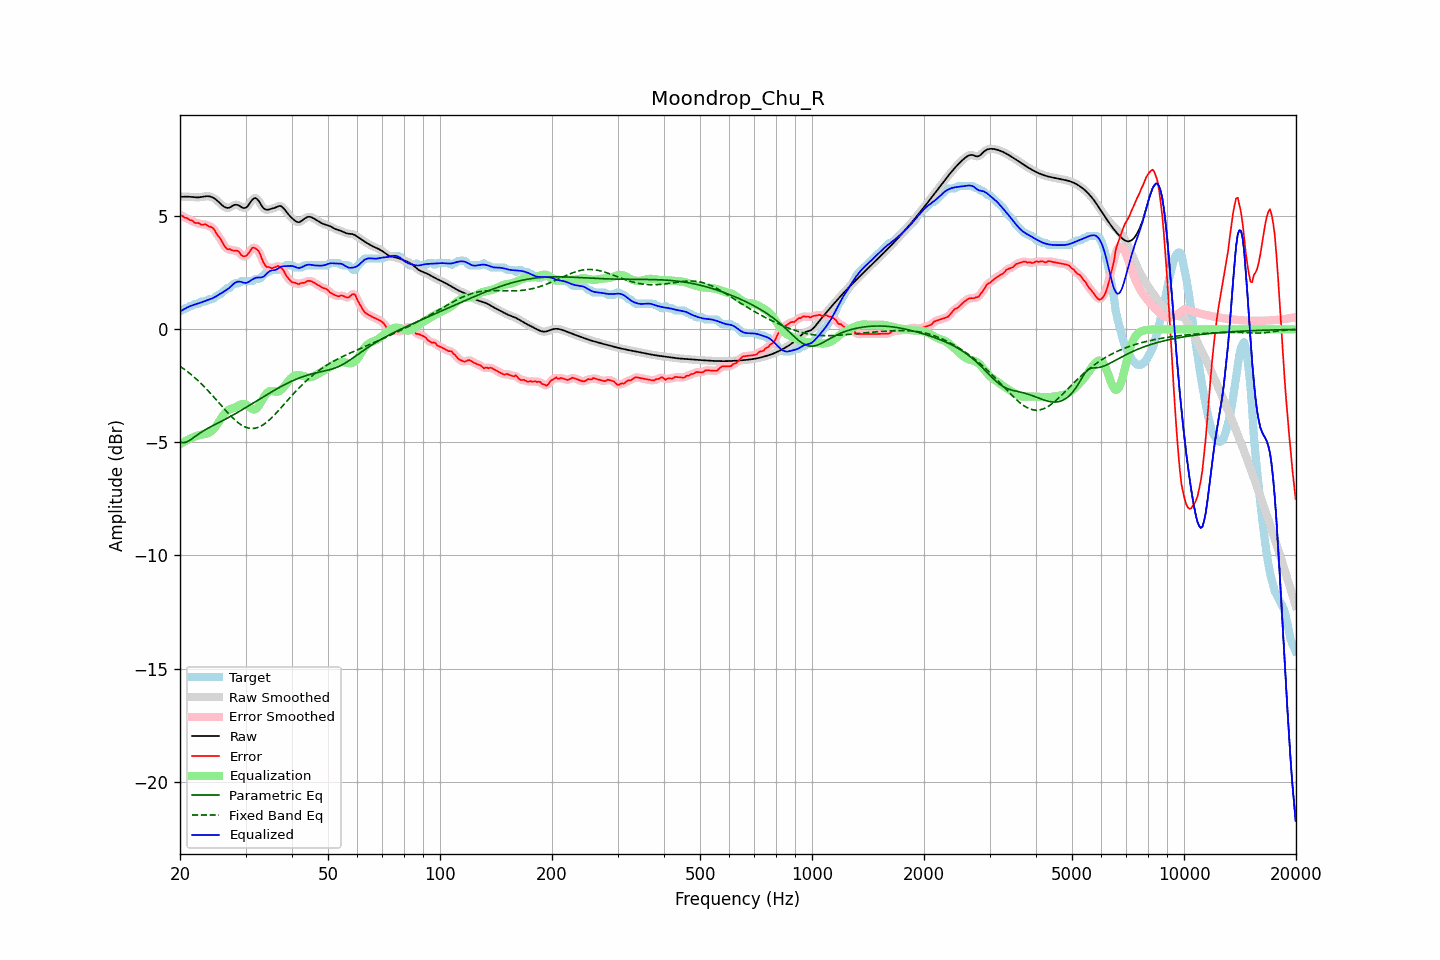 Moondrop_Chu_R
Amplitude (dBr)
5
0
−5
−10
−15
−20
Target
Raw Smoothed
Error Smoothed
Raw
Error
Equalization
Parametric Eq
Fixed Band Eq
Equalized
20 50 100 200 500 1000 2000 5000 10000 20000
Frequency (Hz)